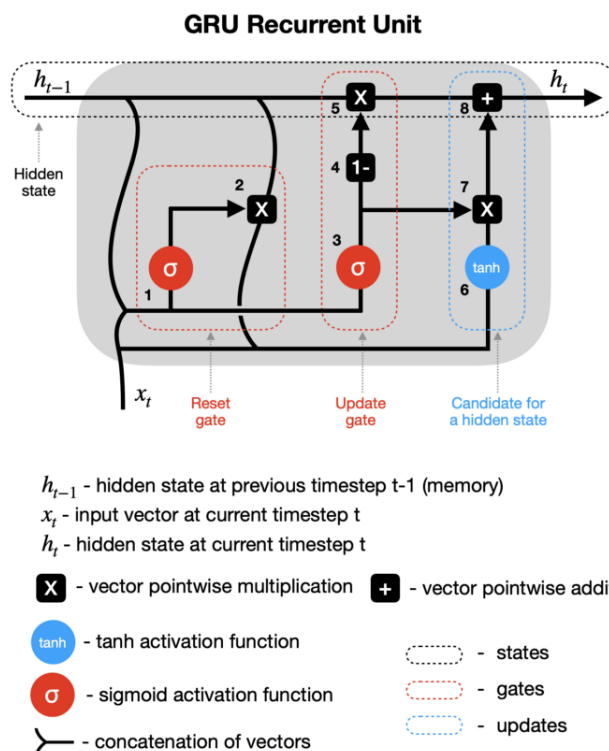 GRU Recurrent Unit
h_{t-1}
h_t
5
X
8
+
Hidden
state
4
1-
2
X
7
X
3
σ
σ
tanh
1
6
x_t
Reset
gate
Update
gate
Candidate for
a hidden state
h_{t-1} - hidden state at previous timestep t-1 (memory)
x_t - input vector at current timestep t
h_t - hidden state at current timestep t
X - vector pointwise multiplication + - vector pointwise addi
tanh - tanh activation function
- states
σ - sigmoid activation function
- gates
- updates
- concatenation of vectors